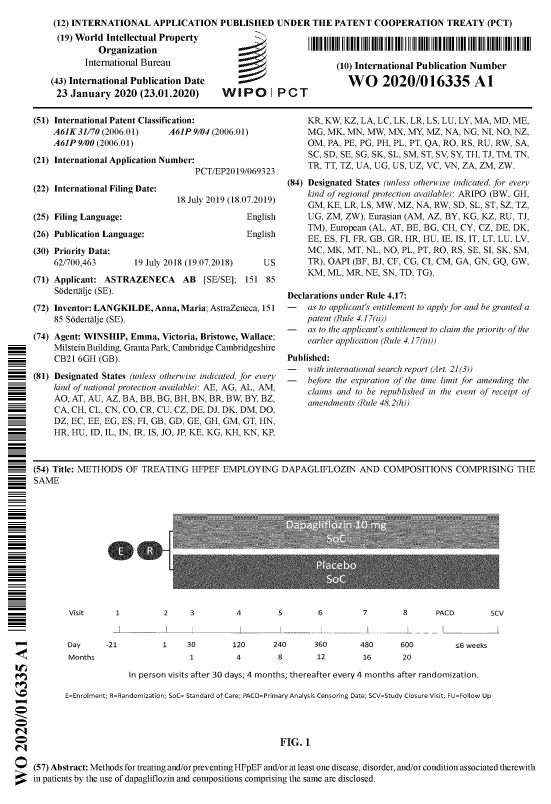 (12) INTERNATIONAL APPLICATION PUBLISHED UNDER THE PATENT COOPERATION TREATY (PCT)
(19) World Intellectual Property
Organization
International Bureau
(43) International Publication Date
23 January 2020 (23.01.2020)
WIPO | PCT
(10) International Publication Number
WO 2020/016335 A1
(51) International Patent Classification:
A61K 31/70 (2006.01) A61P 9/04 (2006.01)
A61P 9/00 (2006.01)
(21) International Application Number:
PCT/EP2019/069323
(22) International Filing Date:
18 July 2019 (18.07.2019)
(25) Filing Language: English
(26) Publication Language: English
(30) Priority Data:
62/700,463 19 July 2018 (19.07.2018) US
(71) Applicant: ASTRAZENECA AB [SE/SE]; 151 85
Södertälje (SE).
(72) Inventor: LANGKILDE, Anna, Maria; AstraZeneca, 151
85 Södertälje (SE).
(74) Agent: WINSHIP, Emma, Victoria, Bristowe, Wallace;
Milstein Building, Granta Park, Cambridge Cambridgeshire
CB21 6GH (GB).
(81) Designated States (unless otherwise indicated, for every
kind of national protection available): AE, AG, AL, AM,
AO, AT, AU, AZ, BA, BB, BG, BH, BN, BR, BW, BY, BZ,
CA, CH, CL, CN, CO, CR, CU, CZ, DE, DJ, DK, DM, DO,
DZ, EC, EE, EG, ES, FI, GB, GD, GE, GH, GM, GT, HN,
HR, HU, ID, IL, IN, IR, IS, JO, JP, KE, KG, KH, KN, KP,
KR, KW, KZ, LA, LC, LK, LR, LS, LU, LY, MA, MD, ME,
MG, MK, MN, MW, MX, MY, MZ, NA, NG, NI, NO, NZ,
OM, PA, PE, PG, PH, PL, PT, QA, RO, RS, RU, RW, SA,
SC, SD, SE, SG, SK, SL, SM, ST, SV, SY, TH, TJ, TM, TN,
TR, TT, TZ, UA, UG, US, UZ, VC, VN, ZA, ZM, ZW.
(84) Designated States (unless otherwise indicated, for every
kind of regional protection available): ARIPO (BW, GH,
GM, KE, LR, LS, MW, MZ, NA, RW, SD, SL, ST, SZ, TZ,
UG, ZM, ZW), Eurasian (AM, AZ, BY, KG, KZ, RU, TJ,
TM), European (AL, AT, BE, BG, CH, CY, CZ, DE, DK,
EE, ES, FI, FR, GB, GR, HR, HU, IE, IS, IT, LT, LU, LV,
MC, MK, MT, NL, NO, PL, PT, RO, RS, SE, SI, SK, SM,
TR), OAPI (BF, BJ, CF, CG, CI, CM, GA, GN, GQ, GW,
KM, ML, MR, NE, SN, TD, TG).
Declarations under Rule 4.17:
— as to applicant's entitlement to apply for and be granted a
patent (Rule 4.17(ii))
— as to the applicant's entitlement to claim the priority of the
earlier application (Rule 4.17(iii))
Published:
— with international search report (Art. 21(3))
— before the expiration of the time limit for amending the
claims and to be republished in the event of receipt of
amendments (Rule 48.2(h))
(54) Title: METHODS OF TREATING HFPEF EMPLOYING DAPAGLIFLOZIN AND COMPOSITIONS COMPRISING THE
SAME
Dapagliflozin 10 mg
SoC
E R
Placebo
SoC
Visit 1 2 3 4 5 6 7 8 PACD SCV
Day -21 1 30 120 240 360 480 600 ≤6 weeks
Months 1 4 8 12 16 20
In person visits after 30 days; 4 months; thereafter every 4 months after randomization.
E=Enrolment; R=Randomization; SoC= Standard of Care; PACD=Primary Analysis Censoring Date; SCV=Study Closure Visit; FU=Follow Up
FIG. 1
(57) Abstract: Methods for treating and/or preventing HFpEF and/or at least one disease, disorder, and/or condition associated therewith
in patients by the use of dapagliflozin and compositions comprising the same are disclosed.
WO 2020/016335 A1